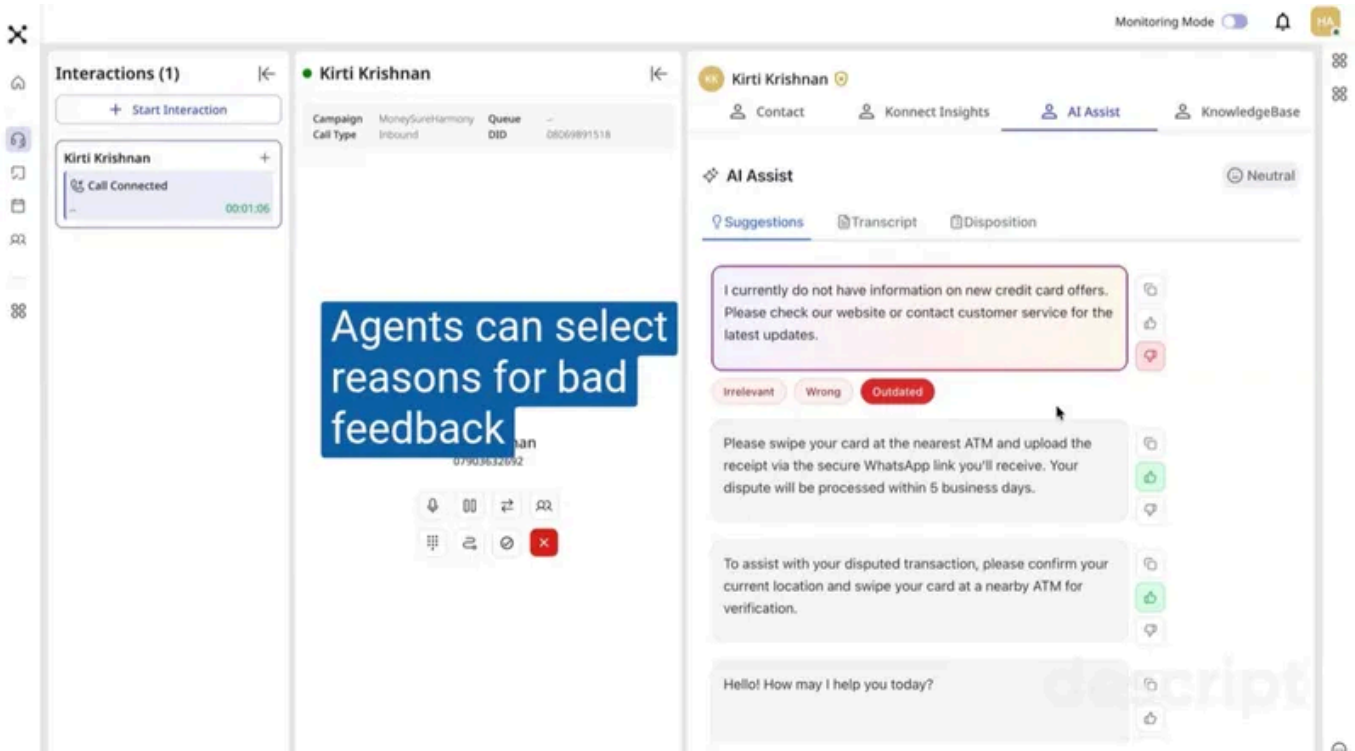 Monitoring Mode
HA
Interactions (1)
+ Start Interaction
Kirti Krishnan +
Call Connected
--
00:01:06
Kirti Krishnan
Campaign MoneySureHarmony Queue --
Call Type Inbound DID 08069891518
Agents can select
reasons for bad
feedback
nan
07903632692
KK Kirti Krishnan
Contact
Konnect Insights
AI Assist
KnowledgeBase
AI Assist
Neutral
Suggestions
Transcript
Disposition
I currently do not have information on new credit card offers.
Please check our website or contact customer service for the
latest updates.
Irrelevant
Wrong
Outdated
Please swipe your card at the nearest ATM and upload the
receipt via the secure WhatsApp link you'll receive. Your
dispute will be processed within 5 business days.
To assist with your disputed transaction, please confirm your
current location and swipe your card at a nearby ATM for
verification.
Hello! How may I help you today?
descript